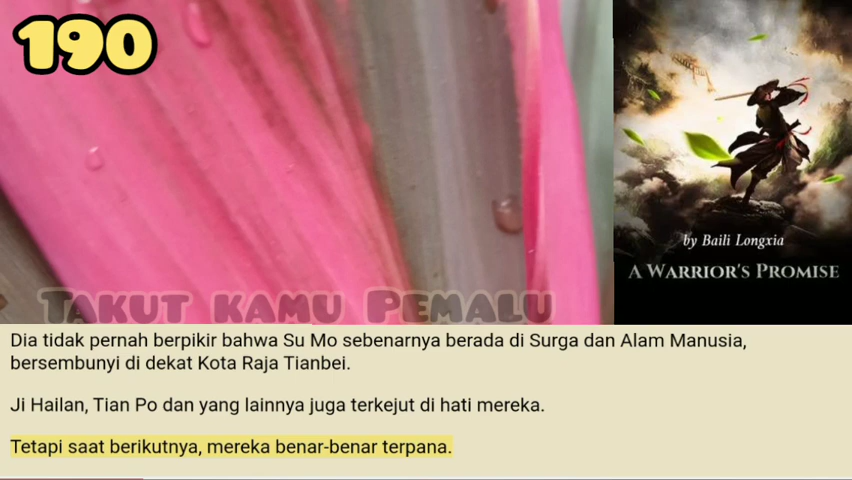 190
TAKUT KAMU PEMALU
by Baili Longxia
A WARRIOR'S PROMISE
Dia tidak pernah berpikir bahwa Su Mo sebenarnya berada di Surga dan Alam Manusia,
bersembunyi di dekat Kota Raja Tianbei.
Ji Hailan, Tian Po dan yang lainnya juga terkejut di hati mereka.
Tetapi saat berikutnya, mereka benar-benar terpana.